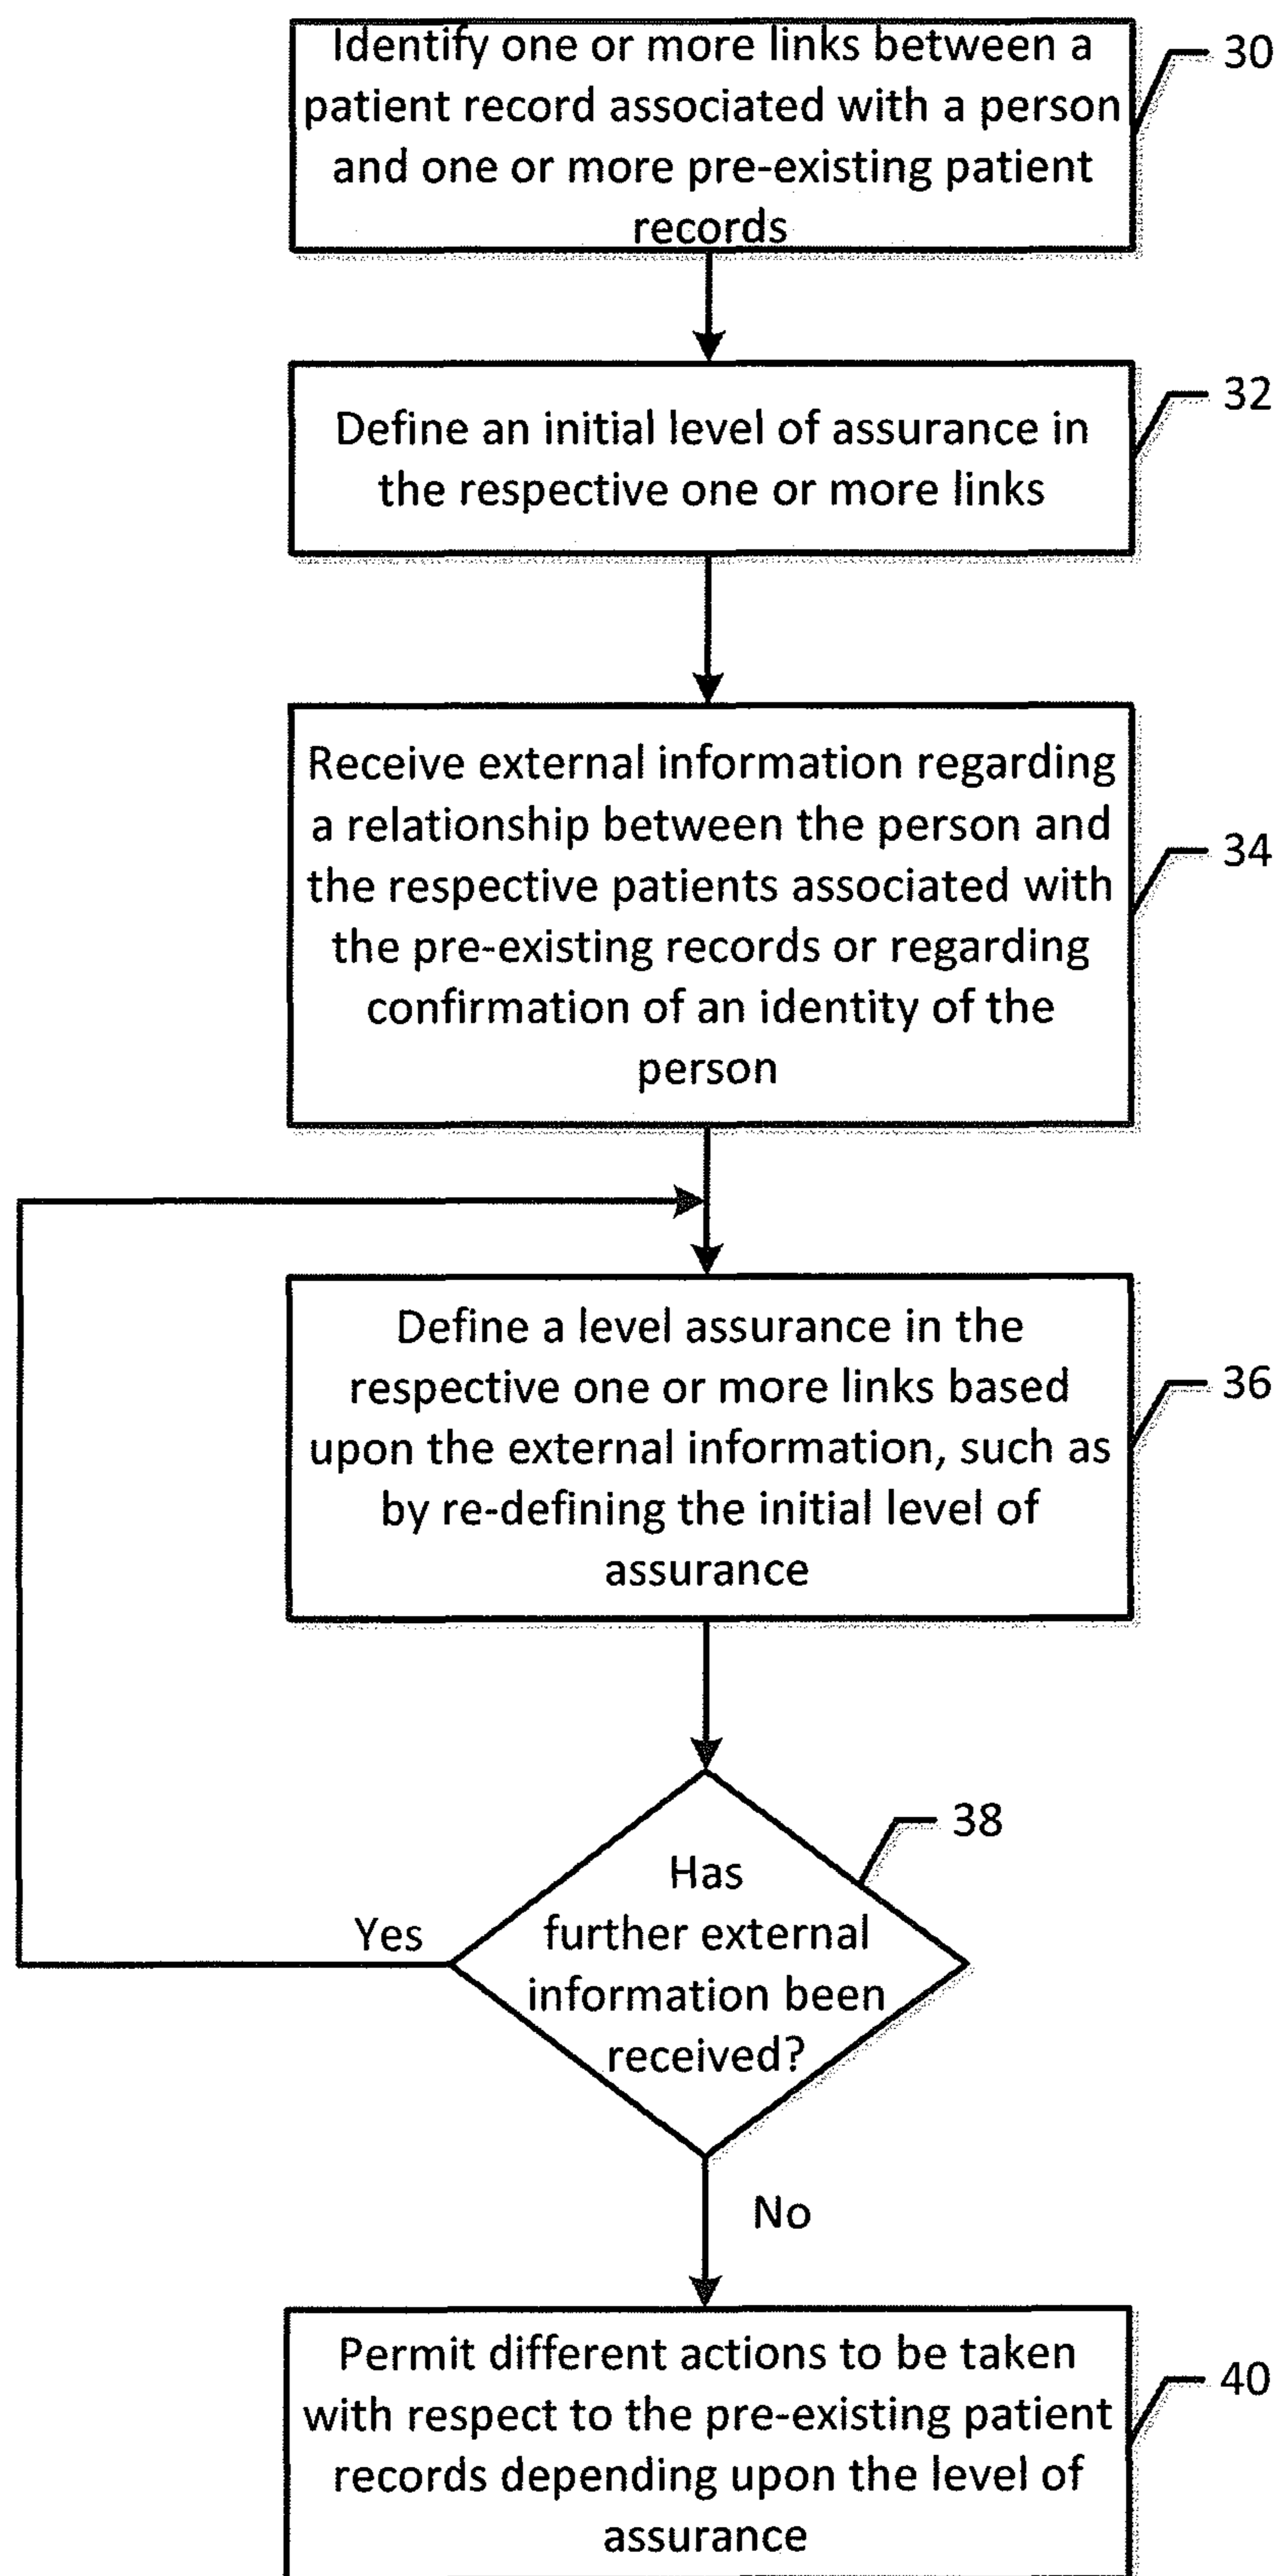 Identify one or more links between a
patient record associated with a person
and one or more pre-existing patient
records
30
Define an initial level of assurance in
the respective one or more links
32
Receive external information regarding
a relationship between the person and
the respective patients associated with
the pre-existing records or regarding
confirmation of an identity of the
person
34
Define a level assurance in the
respective one or more links based
upon the external information, such as
by re-defining the initial level of
assurance
36
Has
further external
information been
received?
38
Yes
No
Permit different actions to be taken
with respect to the pre-existing patient
records depending upon the level of
assurance
40